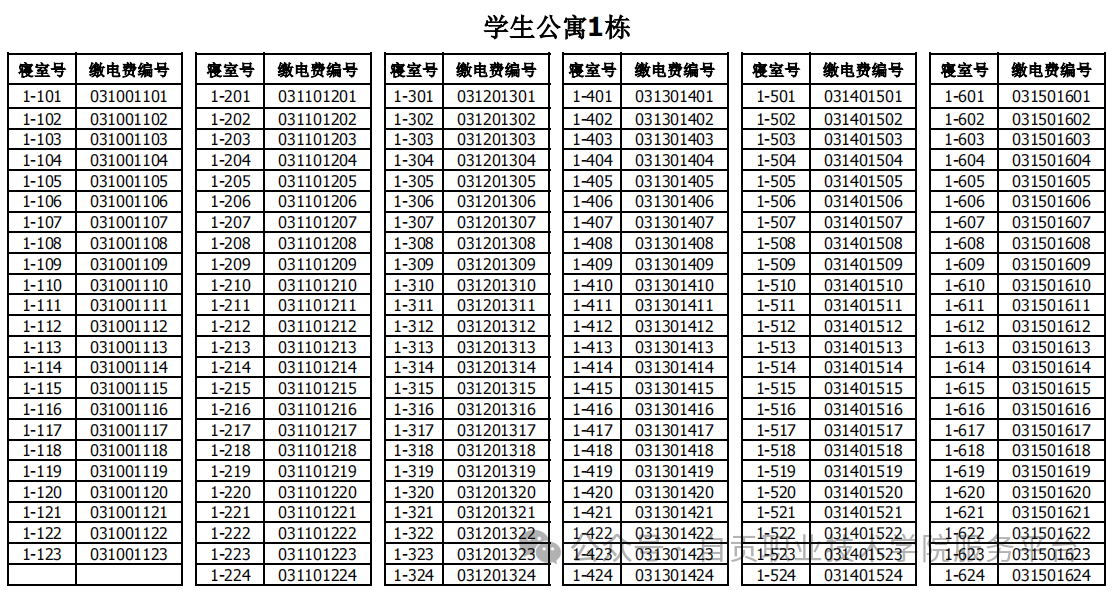 学生公寓1栋
寝室号 缴电费编号 寝室号 缴电费编号 寝室号 缴电费编号 寝室号 缴电费编号 寝室号 缴电费编号 寝室号 缴电费编号
1-101 031001101 1-201 031101201 1-301 031201301 1-401 031301401 1-501 031401501 1-601 031501601
1-102 031001102 1-202 031101202 1-302 031201302 1-402 031301402 1-502 031401502 1-602 031501602
1-103 031001103 1-203 031101203 1-303 031201303 1-403 031301403 1-503 031401503 1-603 031501603
1-104 031001104 1-204 031101204 1-304 031201304 1-404 031301404 1-504 031401504 1-604 031501604
1-105 031001105 1-205 031101205 1-305 031201305 1-405 031301405 1-505 031401505 1-605 031501605
1-106 031001106 1-206 031101206 1-306 031201306 1-406 031301406 1-506 031401506 1-606 031501606
1-107 031001107 1-207 031101207 1-307 031201307 1-407 031301407 1-507 031401507 1-607 031501607
1-108 031001108 1-208 031101208 1-308 031201308 1-408 031301408 1-508 031401508 1-608 031501608
1-109 031001109 1-209 031101209 1-309 031201309 1-409 031301409 1-509 031401509 1-609 031501609
1-110 031001110 1-210 031101210 1-310 031201310 1-410 031301410 1-510 031401510 1-610 031501610
1-111 031001111 1-211 031101211 1-311 031201311 1-411 031301411 1-511 031401511 1-611 031501611
1-112 031001112 1-212 031101212 1-312 031201312 1-412 031301412 1-512 031401512 1-612 031501612
1-113 031001113 1-213 031101213 1-313 031201313 1-413 031301413 1-513 031401513 1-613 031501613
1-114 031001114 1-214 031101214 1-314 031201314 1-414 031301414 1-514 031401514 1-614 031501614
1-115 031001115 1-215 031101215 1-315 031201315 1-415 031301415 1-515 031401515 1-615 031501615
1-116 031001116 1-216 031101216 1-316 031201316 1-416 031301416 1-516 031401516 1-616 031501616
1-117 031001117 1-217 031101217 1-317 031201317 1-417 031301417 1-517 031401517 1-617 031501617
1-118 031001118 1-218 031101218 1-318 031201318 1-418 031301418 1-518 031401518 1-618 031501618
1-119 031001119 1-219 031101219 1-319 031201319 1-419 031301419 1-519 031401519 1-619 031501619
1-120 031001120 1-220 031101220 1-320 031201320 1-420 031301420 1-520 031401520 1-620 031501620
1-121 031001121 1-221 031101221 1-321 031201321 1-421 031301421 1-521 031401521 1-621 031501621
1-122 031001122 1-222 031101222 1-322 031201322 1-422 031301422 1-522 031401522 1-622 031501622
1-123 031001123 1-223 031101223 1-323 031201323 1-423 031301423 1-523 031401523 1-623 031501623
1-224 031101224 1-324 031201324 1-424 031301424 1-524 031401524 1-624 031501624
公众号·自贡职业技术学院服务平台